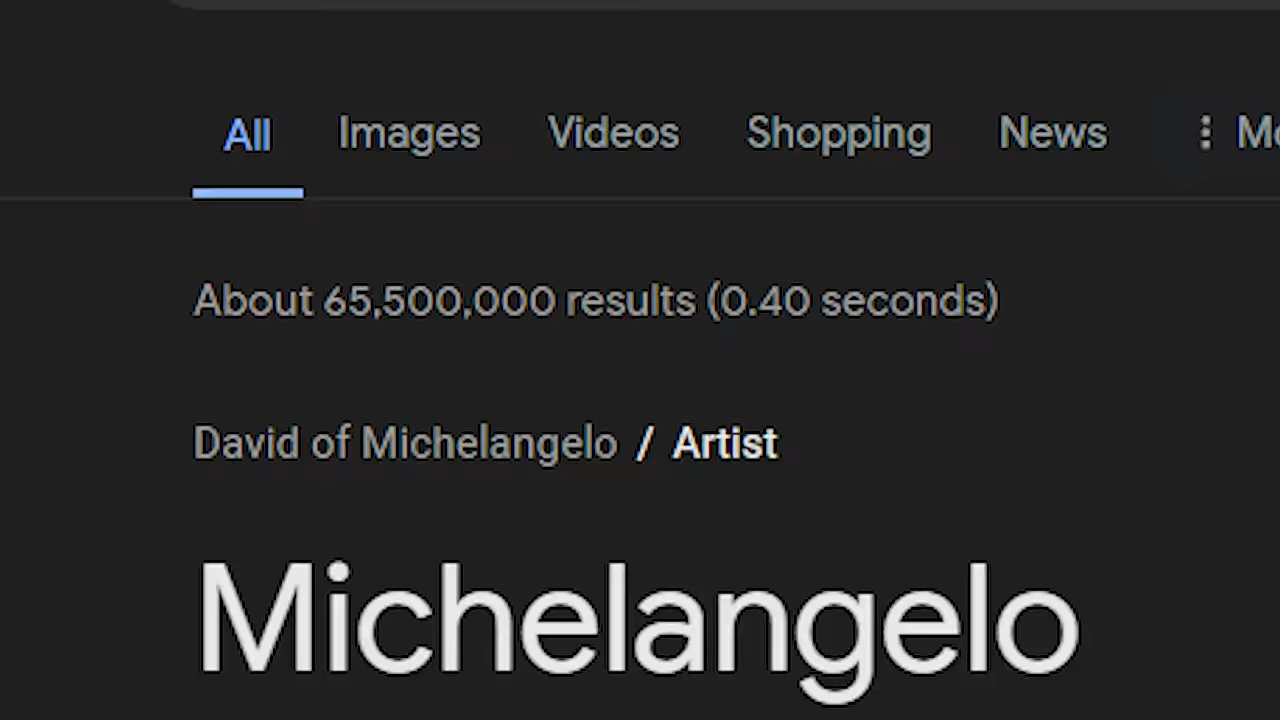 All Images Videos Shopping News
About 65,500,000 results (0.40 seconds)
David of Michelangelo / Artist
Michelangelo